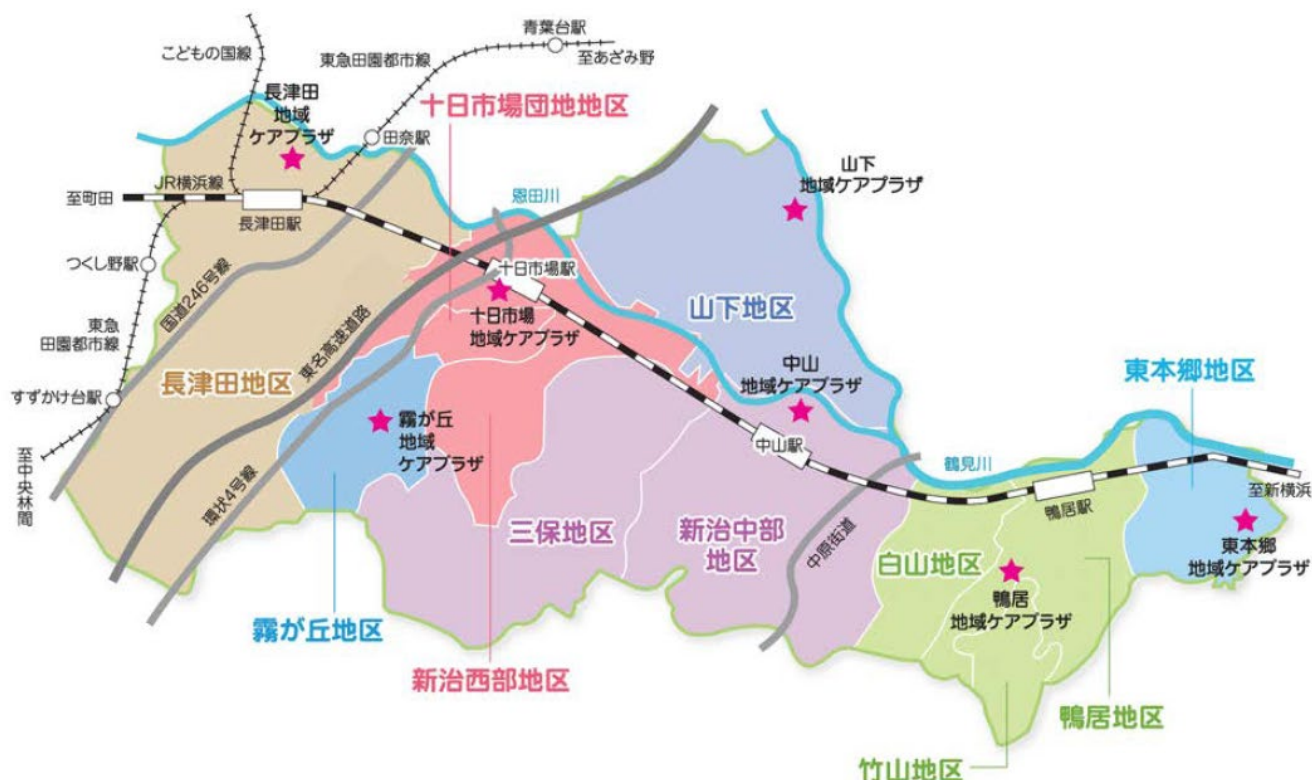 こどもの国線
青葉台駅
東急田園都市線
至あざみ野
長津田
地域
ケアプラザ
十日市場団地地区
田奈駅
山下
地域ケアプラザ
JR横浜線
至町田
恩田川
長津田駅
つくし野駅
十日市場駅
国道246号線
十日市場
地域ケアプラザ
山下地区
東急
田園都市線
東名高速道路
中山
地域ケアプラザ
東本郷地区
長津田地区
すずかけ台駅
霧が丘
地域
ケアプラザ
中山駅
鶴見川
至中央林間
環状4号線
至新横浜
鴨居駅
三保地区
新治中部
地区
中原街道
東本郷
地域ケアプラザ
白山地区
鴨居
地域ケアプラザ
霧が丘地区
新治西部地区
鴨居地区
竹山地区